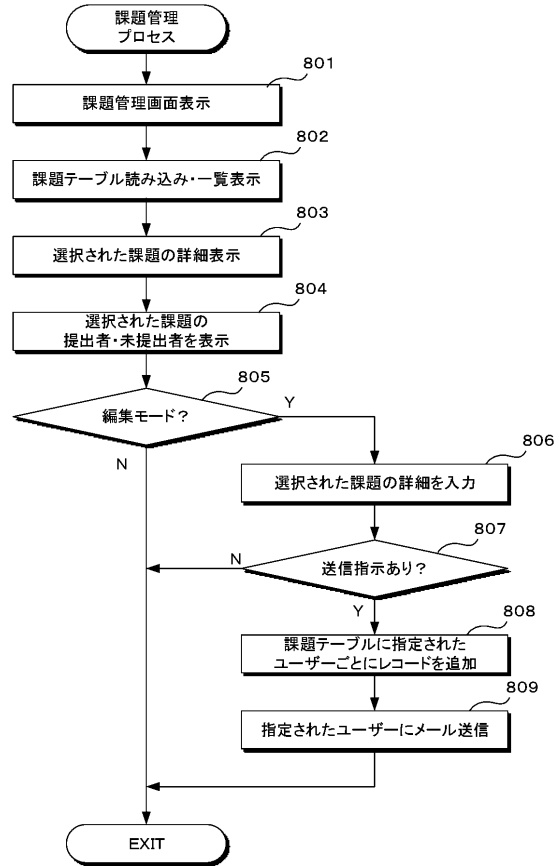 課題管理
プロセス
801
課題管理画面表示
802
課題テーブル読み込み・一覧表示
803
選択された課題の詳細表示
804
選択された課題の
提出者・未提出者を表示
805
編集モード?
Y
N
806
選択された課題の詳細を入力
807
送信指示あり?
N
Y
808
課題テーブルに指定された
ユーザーごとにレコードを追加
809
指定されたユーザーにメール送信
EXIT